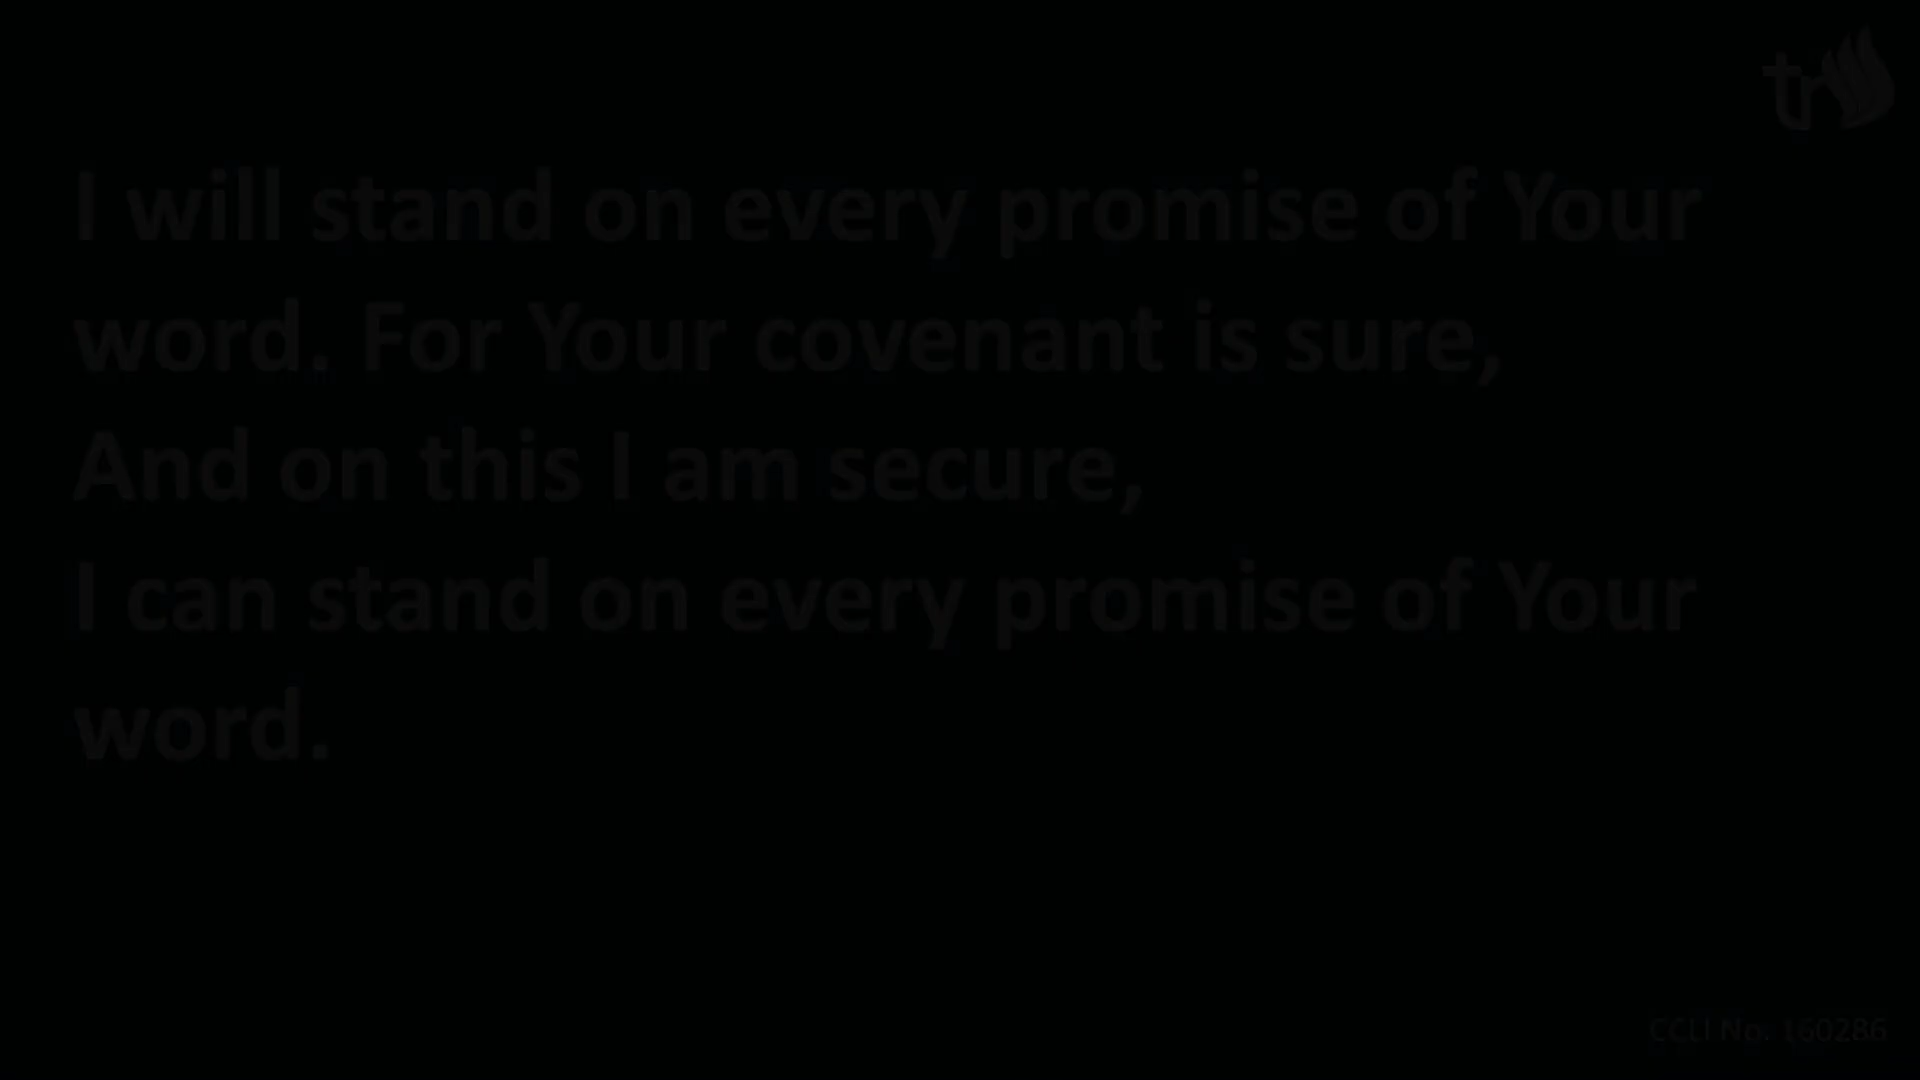 tr
I will stand on every promise of Your
word. For Your covenant is sure,
And on this I am secure,
I can stand on every promise of Your
word.
CCLI No. 160286